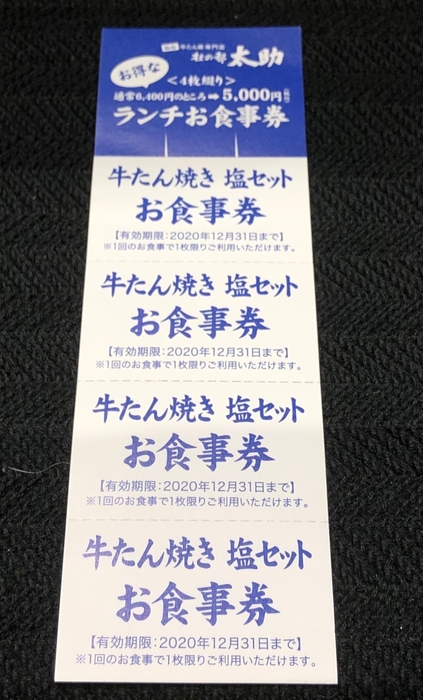 仙台 牛たん焼 専門店
杜の都 太助
お得な
<4枚綴り>
通常6,400円のところ➡5,000円(税込)
ランチお食事券
牛たん焼き 塩セット
お食事券
【有効期限:2020年12月31日まで】
※1回のお食事で1枚限りご利用いただけます。
牛たん焼き 塩セット
お食事券
【有効期限:2020年12月31日まで】
※1回のお食事で1枚限りご利用いただけます。
牛たん焼き 塩セット
お食事券
【有効期限:2020年12月31日まで】
※1回のお食事で1枚限りご利用いただけます。
牛たん焼き 塩セット
お食事券
【有効期限:2020年12月31日まで】
※1回のお食事で1枚限りご利用いただけます。